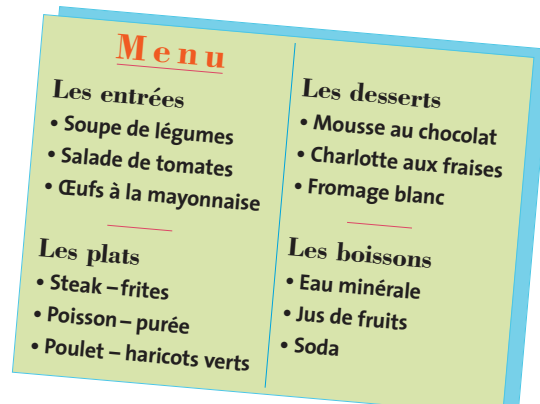 Menu
Les entrées
• Soupe de légumes
• Salade de tomates
• Œufs à la mayonnaise
Les plats
• Steak – frites
• Poisson – purée
• Poulet – haricots verts
Les desserts
• Mousse au chocolat
• Charlotte aux fraises
• Fromage blanc
Les boissons
• Eau minérale
• Jus de fruits
• Soda